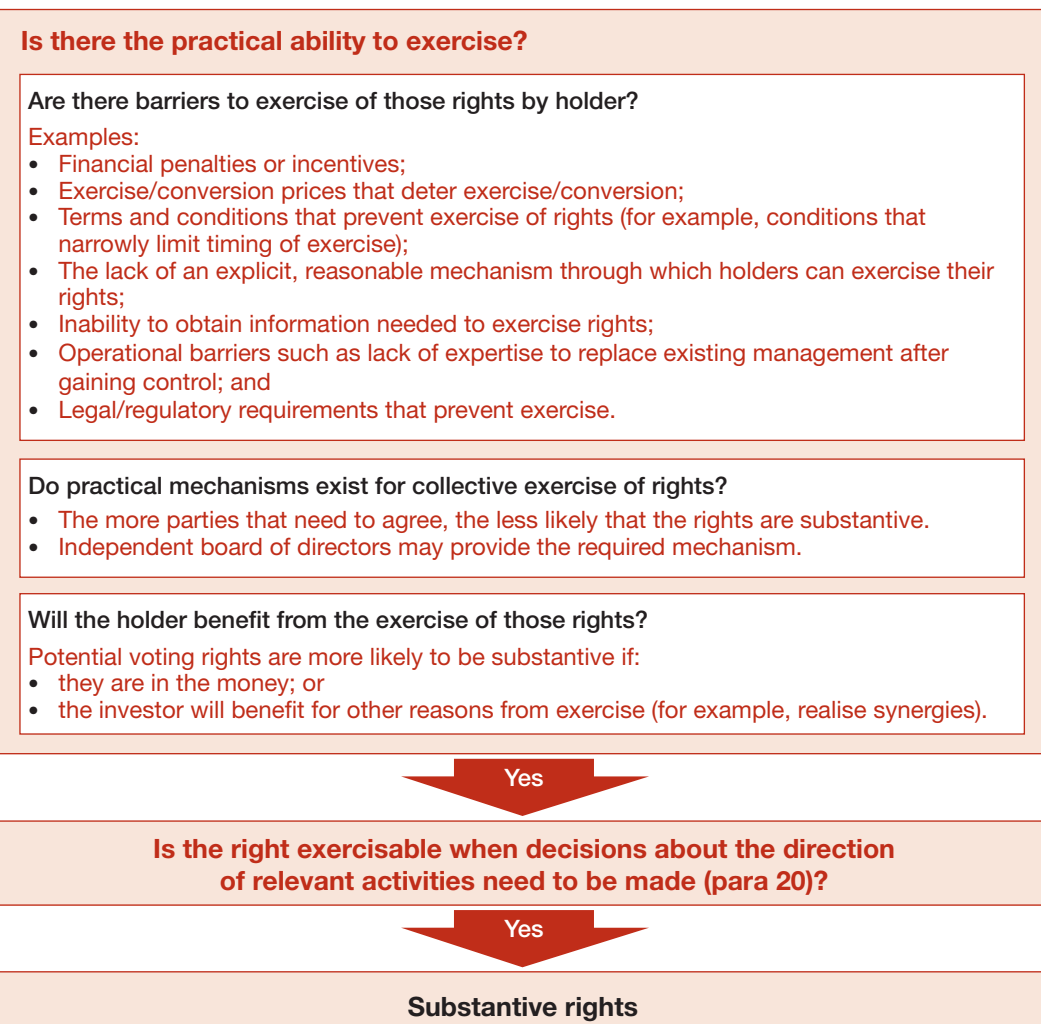 Is there the practical ability to exercise?
Are there barriers to exercise of those rights by holder?
Examples:
• Financial penalties or incentives;
• Exercise/conversion prices that deter exercise/conversion;
• Terms and conditions that prevent exercise of rights (for example, conditions that
narrowly limit timing of exercise);
• The lack of an explicit, reasonable mechanism through which holders can exercise their
rights;
• Inability to obtain information needed to exercise rights;
• Operational barriers such as lack of expertise to replace existing management after
gaining control; and
• Legal/regulatory requirements that prevent exercise.
Do practical mechanisms exist for collective exercise of rights?
• The more parties that need to agree, the less likely that the rights are substantive.
• Independent board of directors may provide the required mechanism.
Will the holder benefit from the exercise of those rights?
Potential voting rights are more likely to be substantive if:
• they are in the money; or
• the investor will benefit for other reasons from exercise (for example, realise synergies).
Yes
Is the right exercisable when decisions about the direction
of relevant activities need to be made (para 20)?
Yes
Substantive rights